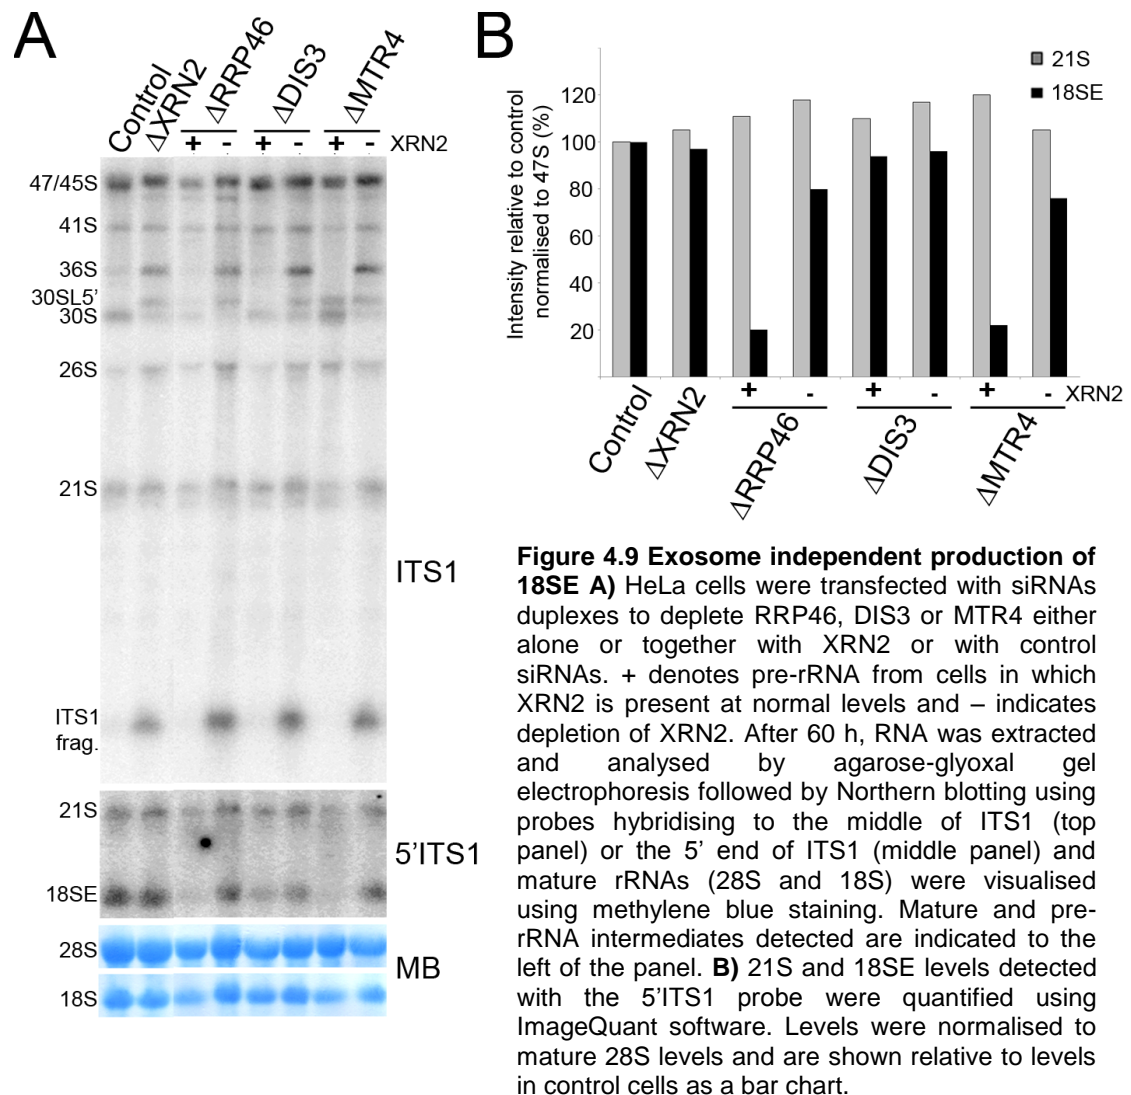 A
Control
ΔXRN2
ΔRRP46
ΔDIS3
ΔMTR4
+ - + - + - XRN2
47/45S
41S
36S
30SL5'
30S
26S
21S
ITS1
ITS1
frag.
21S
5'ITS1
18SE
28S
MB
18S
B
Intensity relative to control
normalised to 47S (%)
21S
18SE
120
100
80
60
40
20
+ - + - + - XRN2
Control
ΔXRN2
ΔRRP46
ΔDIS3
ΔMTR4
Figure 4.9 Exosome independent production of
18SE A) HeLa cells were transfected with siRNAs
duplexes to deplete RRP46, DIS3 or MTR4 either
alone or together with XRN2 or with control
siRNAs. + denotes pre-rRNA from cells in which
XRN2 is present at normal levels and – indicates
depletion of XRN2. After 60 h, RNA was extracted
and analysed by agarose-glyoxal gel
electrophoresis followed by Northern blotting using
probes hybridising to the middle of ITS1 (top
panel) or the 5' end of ITS1 (middle panel) and
mature rRNAs (28S and 18S) were visualised
using methylene blue staining. Mature and pre-
rRNA intermediates detected are indicated to the
left of the panel. B) 21S and 18SE levels detected
with the 5'ITS1 probe were quantified using
ImageQuant software. Levels were normalised to
mature 28S levels and are shown relative to levels
in control cells as a bar chart.